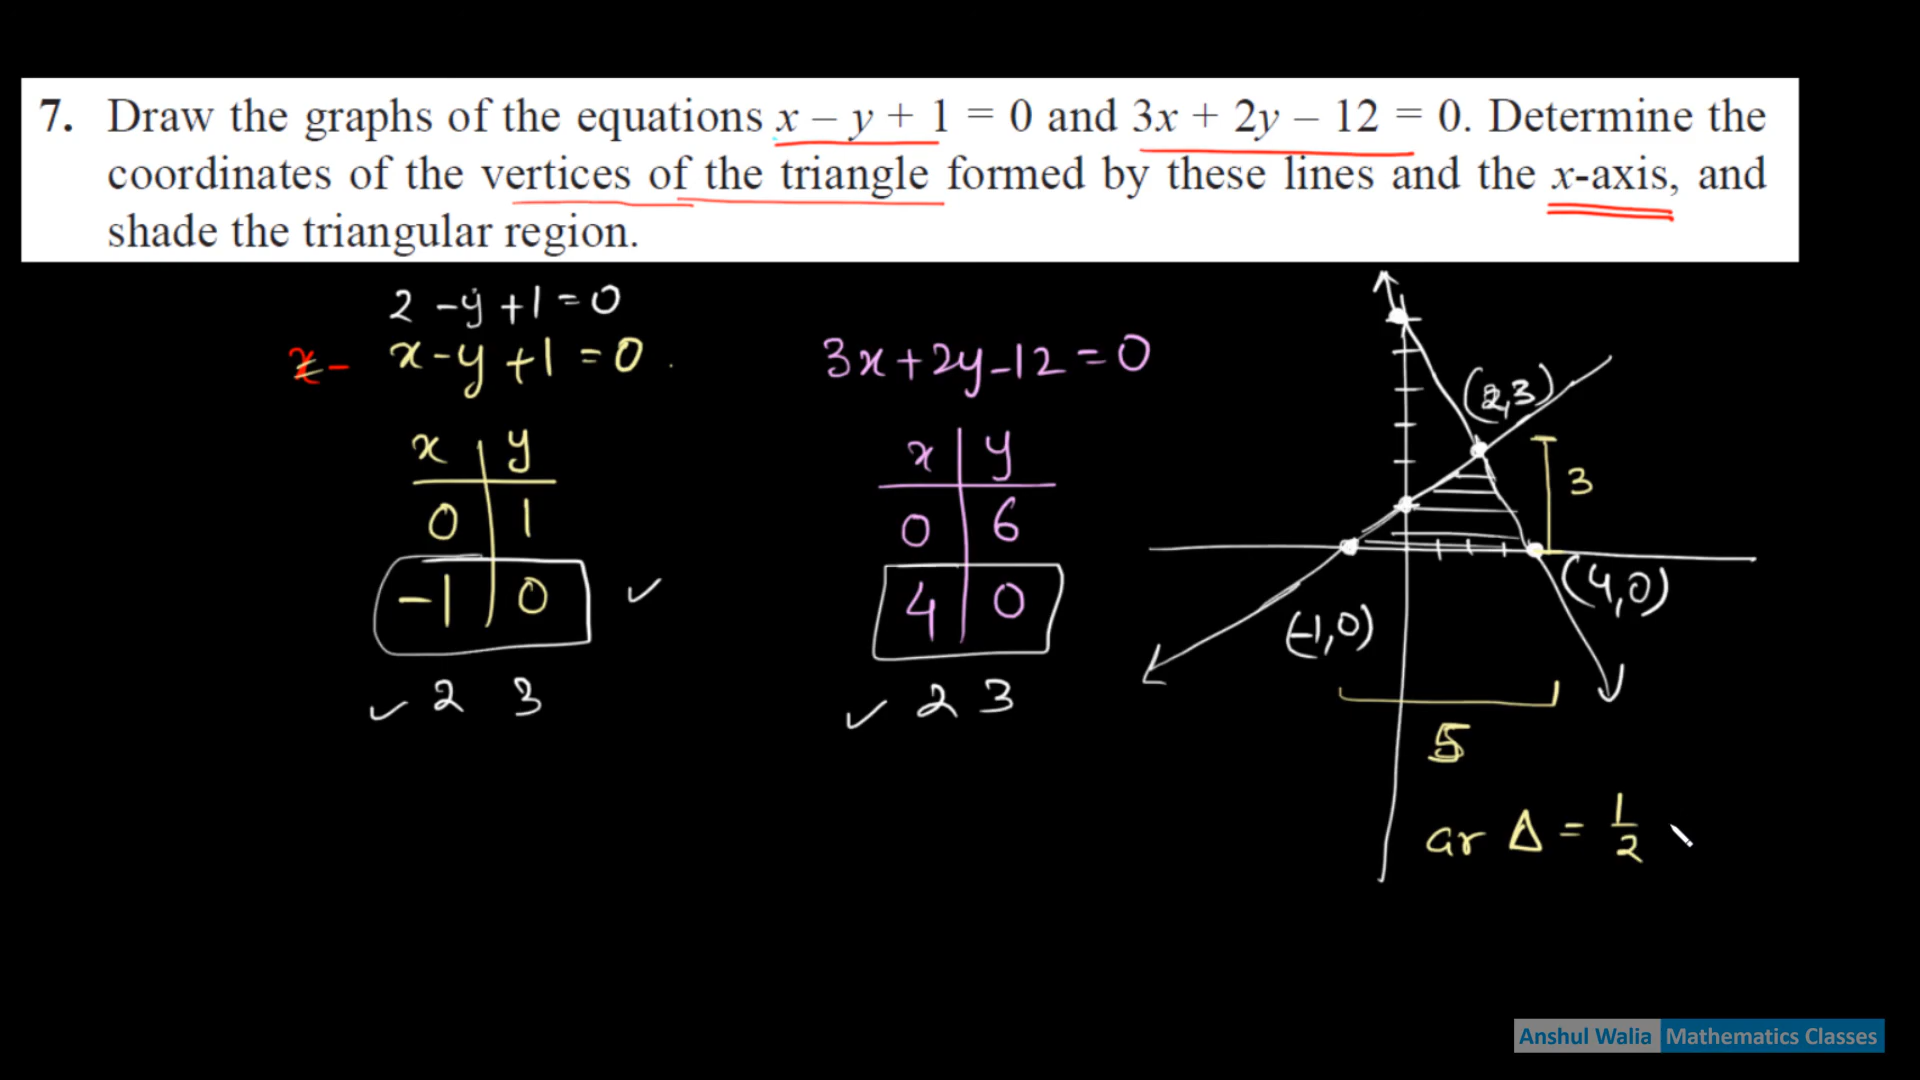 7. Draw the graphs of the equations x – y + 1 = 0 and 3x + 2y – 12 = 0. Determine the
coordinates of the vertices of the triangle formed by these lines and the x-axis, and
shade the triangular region.
2 - y + 1 = 0
x - y + 1 = 0
x | y
0 | 1
-1 | 0
2 3
3x + 2y - 12 = 0
x | y
0 | 6
4 | 0
2 3
(2,3)
3
(4,0)
(-1,0)
5
ar Δ = 1/2
Anshul Walia Mathematics Classes